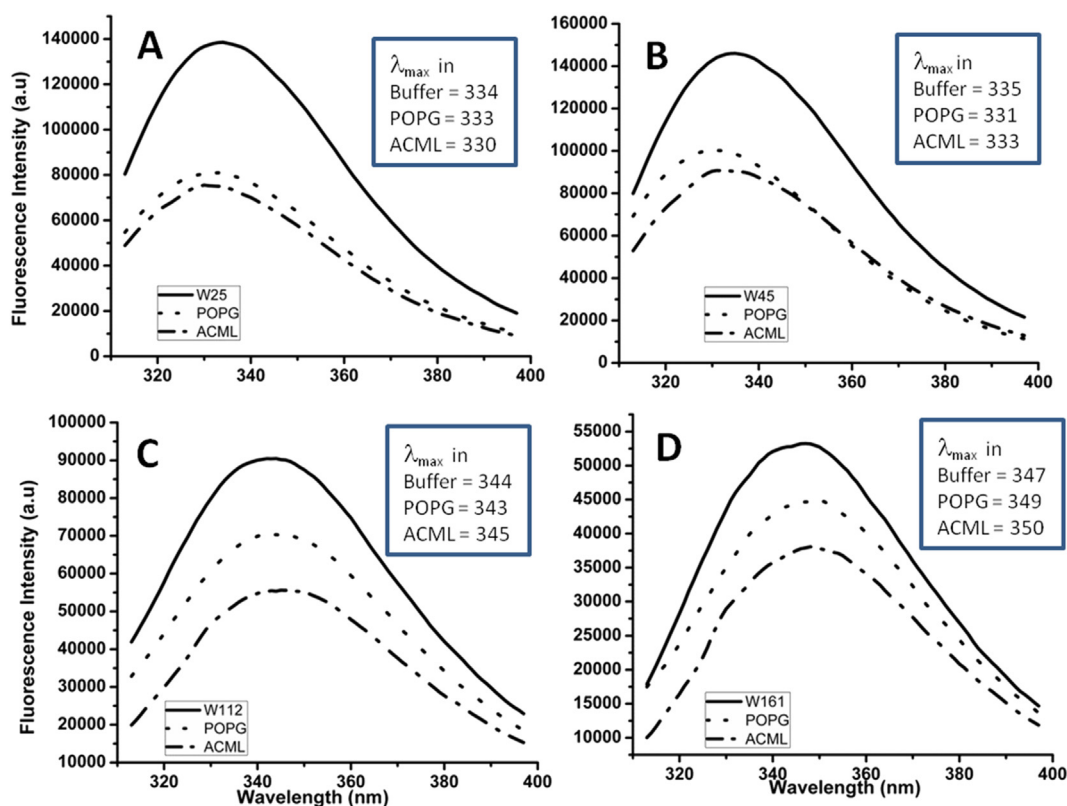 A
λmax in
Buffer = 334
POPG = 333
ACML = 330
140000
120000
100000
80000
60000
40000
20000
0
Fluorescence Intensity (a.u)
W25
POPG
ACML
320
340
360
380
400
B
λmax in
Buffer = 335
POPG = 331
ACML = 333
160000
140000
120000
100000
80000
60000
40000
20000
0
W45
POPG
ACML
320
340
360
380
400
C
λmax in
Buffer = 344
POPG = 343
ACML = 345
100000
90000
80000
70000
60000
50000
40000
30000
20000
10000
Fluorescence Intensity (a.u)
W112
POPG
ACML
320
340
360
380
400
Wavelength (nm)
D
λmax in
Buffer = 347
POPG = 349
ACML = 350
55000
50000
45000
40000
35000
30000
25000
20000
15000
10000
W161
POPG
ACML
320
340
360
380
400
Wavelength (nm)